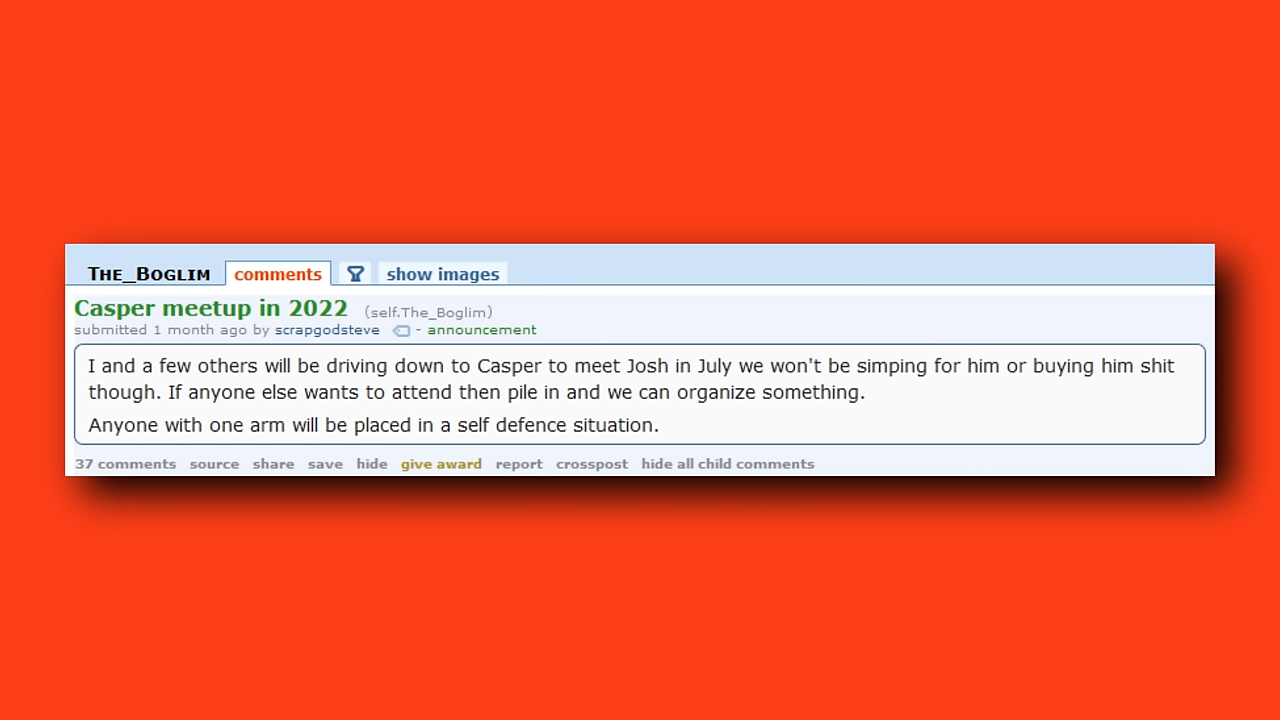 The_Boglim comments show images
Casper meetup in 2022 (self.The_Boglim)
submitted 1 month ago by scrapgodsteve - announcement
I and a few others will be driving down to Casper to meet Josh in July we won't be simping for him or buying him shit
though. If anyone else wants to attend then pile in and we can organize something.
Anyone with one arm will be placed in a self defence situation.
37 comments source share save hide give award report crosspost hide all child comments